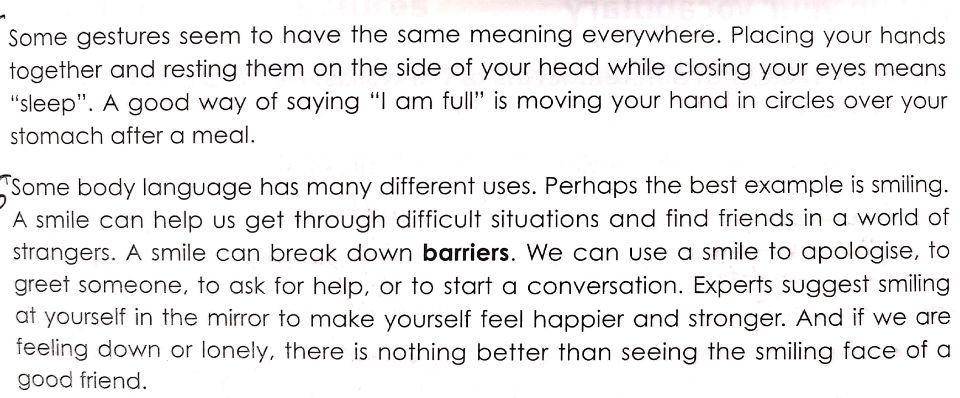 Some gestures seem to have the same meaning everywhere. Placing your hands
together and resting them on the side of your head while closing your eyes means
“sleep”. A good way of saying “I am full” is moving your hand in circles over your
stomach after a meal.
Some body language has many different uses. Perhaps the best example is smiling.
A smile can help us get through difficult situations and find friends in a world of
strangers. A smile can break down barriers. We can use a smile to apologise, to
greet someone, to ask for help, or to start a conversation. Experts suggest smiling
at yourself in the mirror to make yourself feel happier and stronger. And if we are
feeling down or lonely, there is nothing better than seeing the smiling face of a
good friend.